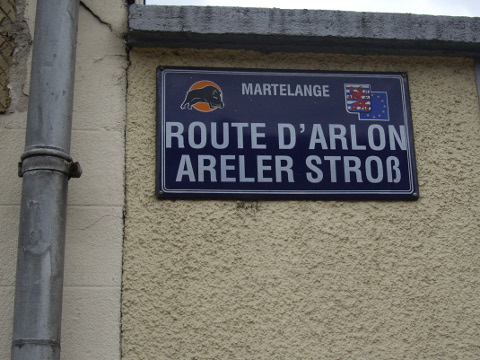 MARTELANGE
ROUTE D'ARLON
ARELER STROß